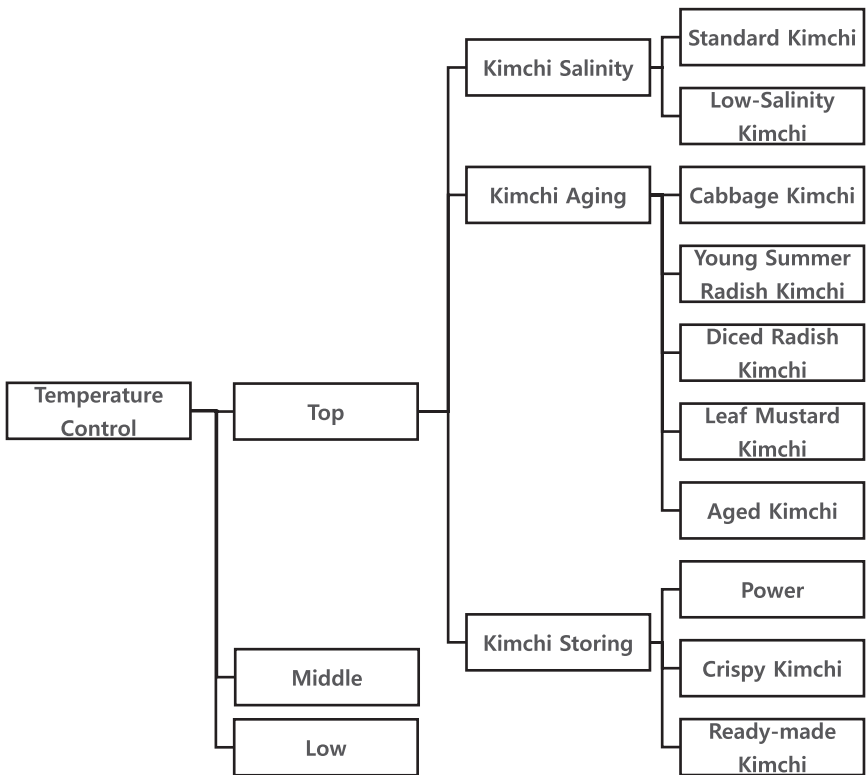 Standard Kimchi
Kimchi Salinity
Low-Salinity
Kimchi
Kimchi Aging
Cabbage Kimchi
Young Summer
Radish Kimchi
Diced Radish
Kimchi
Temperature
Control
Top
Leaf Mustard
Kimchi
Aged Kimchi
Power
Kimchi Storing
Middle
Crispy Kimchi
Low
Ready-made
Kimchi